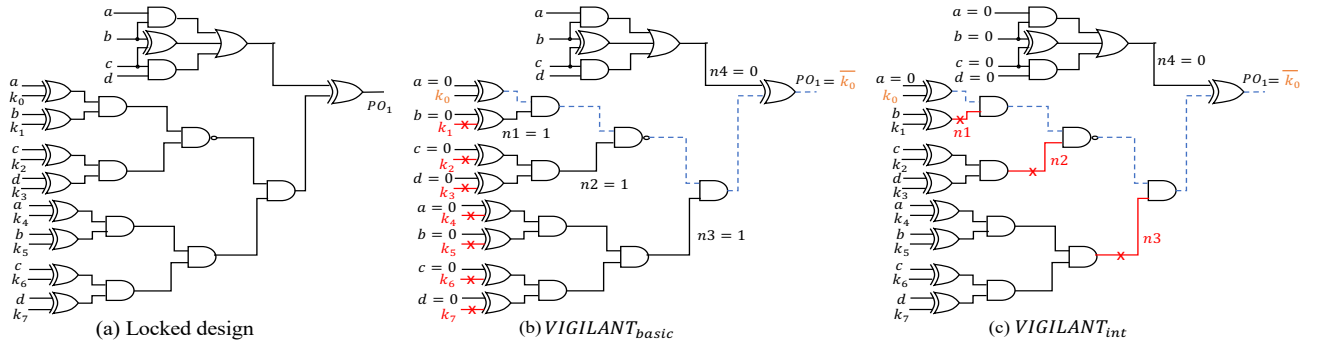 a
b
c
d
a
k0
b
k1
c
k2
d
k3
a
k4
b
k5
c
k6
d
k7
PO1
(a) Locked design
a
b
c
d
n4 = 0
PO1 = k̅0̅
a = 0
k0
b = 0
k1
n1 = 1
c = 0
k2
d = 0
k3
n2 = 1
a = 0
k4
b = 0
k5
n3 = 1
c = 0
k6
d = 0
k7
(b) VIGILANTbasic
a = 0
b = 0
c = 0
d = 0
n4 = 0
PO1 = k̅0̅
a = 0
k0
b
k1
n1
c
k2
n2
d
k3
a
k4
b
k5
n3
c
k6
d
k7
(c) VIGILANTint